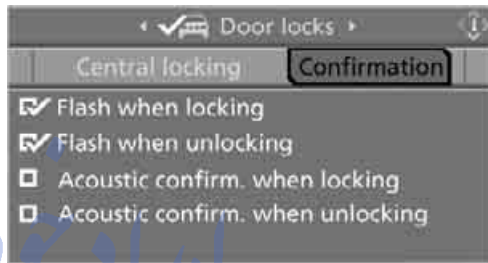 Door locks
Central locking Confirmation
Flash when locking
Flash when unlocking
Acoustic confirm. when locking
Acoustic confirm. when unlocking